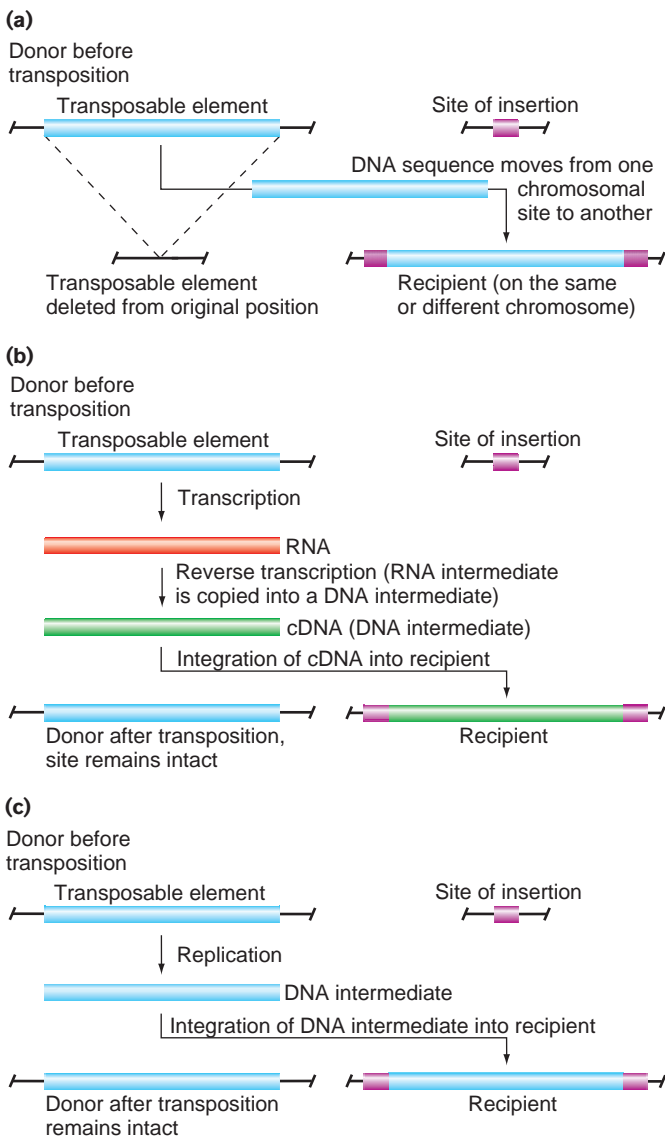 (a)
Donor before
transposition
Transposable element
Site of insertion
DNA sequence moves from one
chromosomal
site to another
Transposable element
deleted from original position
Recipient (on the same
or different chromosome)
(b)
Donor before
transposition
Transposable element
Site of insertion
Transcription
RNA
Reverse transcription (RNA intermediate
is copied into a DNA intermediate)
cDNA (DNA intermediate)
Integration of cDNA into recipient
Donor after transposition,
site remains intact
Recipient
(c)
Donor before
transposition
Transposable element
Site of insertion
Replication
DNA intermediate
Integration of DNA intermediate into recipient
Donor after transposition
remains intact
Recipient